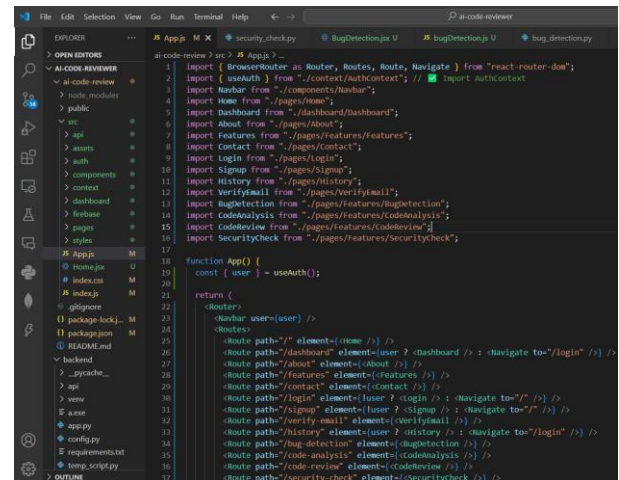 File Edit Selection View Go Run Terminal Help
ai-code-reviewer
EXPLORER
OPEN EDITORS
AI-CODE-REVIEWER
ai-code-review
node_modules
public
src
api
assets
auth
components
context
dashboard
firebase
pages
styles
JS App.js M
Home.jsx U
# index.css M
JS index.js M
.gitignore
{} package-lock.j... M
{} package.json M
README.md
backend
__pycache__
api
venv
a.exe
app.py
config.py
requirements.txt
temp_script.py
OUTLINE
JS App.js M X security_check.py BugDetection.jsx U JS bugDetection.js U bug_detection.py
ai-code-review > src > JS App.js > ...
1 import { BrowserRouter as Router, Routes, Route, Navigate } from "react-router-dom";
2 import { useAuth } from "./context/AuthContext"; // ✅ Import AuthContext
3 import Navbar from "./components/Navbar";
4 import Home from "./pages/Home";
5 import Dashboard from "./dashboard/Dashboard";
6 import About from "./pages/About";
7 import Features from "./pages/Features/Features";
8 import Contact from "./pages/Contact";
9 import Login from "./pages/Login";
10 import Signup from "./pages/Signup";
11 import History from "./pages/History";
12 import VerifyEmail from "./pages/VerifyEmail";
13 import BugDetection from "./pages/Features/BugDetection";
14 import CodeAnalysis from "./pages/Features/CodeAnalysis";
15 import CodeReview from "./pages/Features/CodeReview";
16 import SecurityCheck from "./pages/Features/SecurityCheck";
17
18 function App() {
19 const { user } = useAuth();
20
21 return (
22 <Router>
23 <Navbar user={user} />
24 <Routes>
25 <Route path="/" element={<Home />} />
26 <Route path="/dashboard" element={user ? <Dashboard /> : <Navigate to="/login" />} />
27 <Route path="/about" element={<About />} />
28 <Route path="/features" element={<Features />} />
29 <Route path="/contact" element={<Contact />} />
30 <Route path="/login" element={!user ? <Login /> : <Navigate to="/" />} />
31 <Route path="/signup" element={!user ? <Signup /> : <Navigate to="/" />} />
32 <Route path="/verify-email" element={<VerifyEmail />} />
33 <Route path="/history" element={user ? <History /> : <Navigate to="/login" />} />
34 <Route path="/bug-detection" element={<BugDetection />} />
35 <Route path="/code-analysis" element={<CodeAnalysis />} />
36 <Route path="/code-review" element={<CodeReview />} />
37 <Route path="/security-check" element={<SecurityCheck />} />